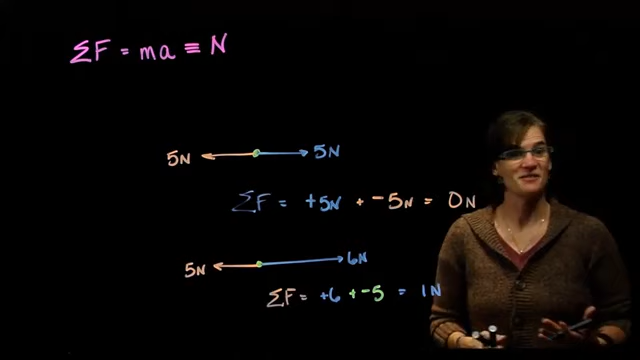 ΣF = ma ≡ N
5N 5N
ΣF = +5N + -5N = 0N
5N 6N
ΣF = +6 + -5 = 1N